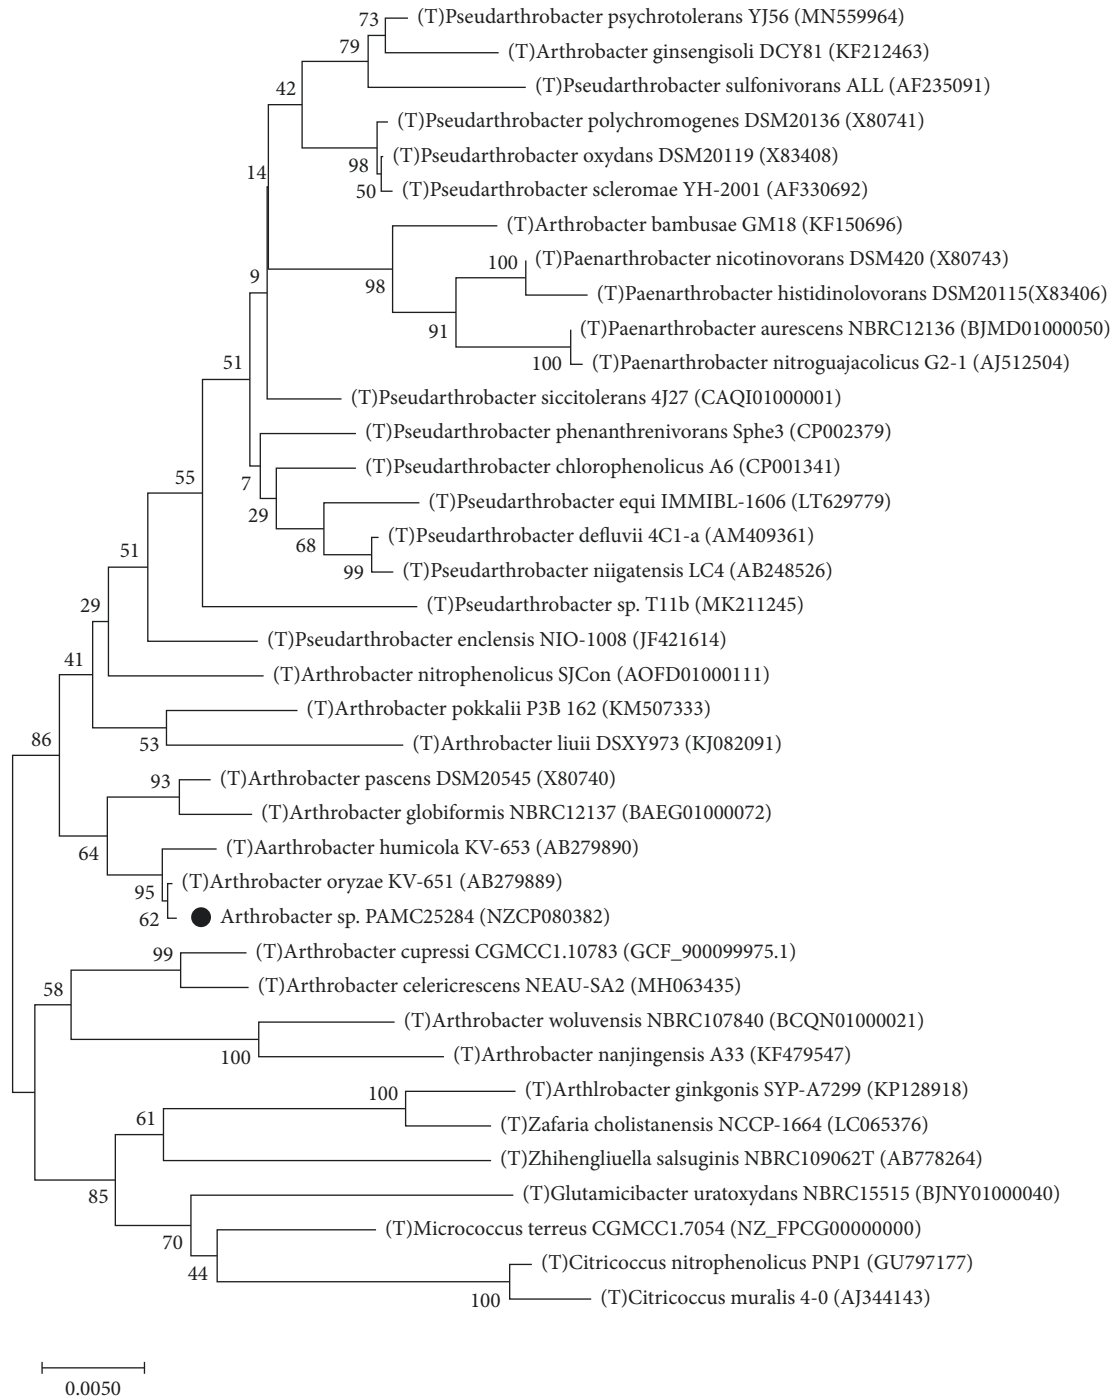 73
(T)Pseudarthrobacter psychrotolerans YJ56 (MN559964)
79
(T)Arthrobacter ginsengisoli DCY81 (KF212463)
(T)Pseudarthrobacter sulfonivorans ALL (AF235091)
42
(T)Pseudarthrobacter polychromogenes DSM20136 (X80741)
98
(T)Pseudarthrobacter oxydans DSM20119 (X83408)
50
(T)Pseudarthrobacter scleromae YH-2001 (AF330692)
14
(T)Arthrobacter bambusae GM18 (KF150696)
100
(T)Paenarthrobacter nicotinovorans DSM420 (X80743)
9
98
(T)Paenarthrobacter histidinolovorans DSM20115(X83406)
91
(T)Paenarthrobacter aurescens NBRC12136 (BJMD01000050)
51
100
(T)Paenarthrobacter nitroguajacolicus G2-1 (AJ512504)
(T)Pseudarthrobacter siccitolerans 4J27 (CAQI01000001)
(T)Pseudarthrobacter phenanthrenivorans Sphe3 (CP002379)
55
7
(T)Pseudarthrobacter chlorophenolicus A6 (CP001341)
29
(T)Pseudarthrobacter equi IMMIBL-1606 (LT629779)
51
68
(T)Pseudarthrobacter defluvii 4C1-a (AM409361)
99
(T)Pseudarthrobacter niigatensis LC4 (AB248526)
29
(T)Pseudarthrobacter sp. T11b (MK211245)
(T)Pseudarthrobacter enclensis NIO-1008 (JF421614)
41
(T)Arthrobacter nitrophenolicus SJCon (AOFD01000111)
(T)Arthrobacter pokkalii P3B 162 (KM507333)
86
53
(T)Arthrobacter liuii DSXY973 (KJ082091)
93
(T)Arthrobacter pascens DSM20545 (X80740)
(T)Arthrobacter globiformis NBRC12137 (BAEG01000072)
64
(T)Aarthrobacter humicola KV-653 (AB279890)
95
(T)Arthrobacter oryzae KV-651 (AB279889)
62
Arthrobacter sp. PAMC25284 (NZCP080382)
99
(T)Arthrobacter cupressi CGMCC1.10783 (GCF_900099975.1)
58
(T)Arthrobacter celericrescens NEAU-SA2 (MH063435)
(T)Arthrobacter woluvensis NBRC107840 (BCQN01000021)
100
(T)Arthrobacter nanjingensis A33 (KF479547)
100
(T)Arthlrobacter ginkgonis SYP-A7299 (KP128918)
61
(T)Zafaria cholistanensis NCCP-1664 (LC065376)
(T)Zhihengliuella salsuginis NBRC109062T (AB778264)
85
(T)Glutamicibacter uratoxydans NBRC15515 (BJNY01000040)
70
(T)Micrococcus terreus CGMCC1.7054 (NZ_FPCG00000000)
44
(T)Citricoccus nitrophenolicus PNP1 (GU797177)
100
(T)Citricoccus muralis 4-0 (AJ344143)
0.0050